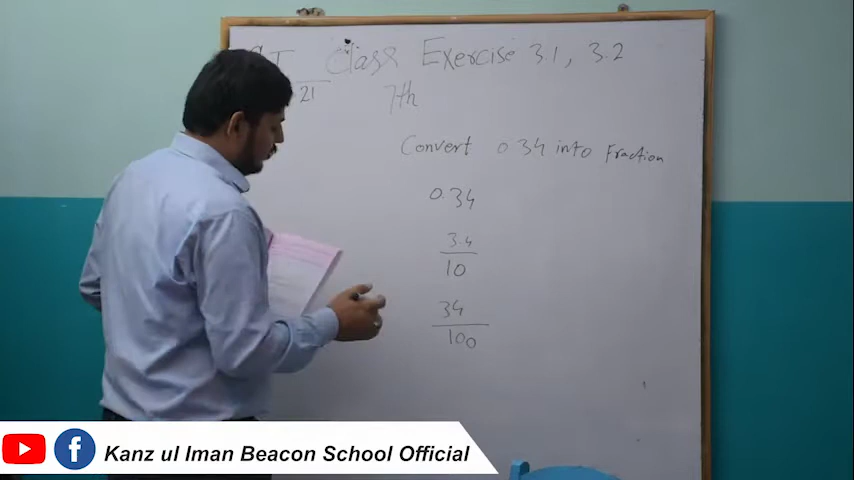 Class Exercise 3.1, 3.2
21
7th
Convert 0.34 into Fraction
0.34
3.4
10
34
100
Kanz ul Iman Beacon School Official